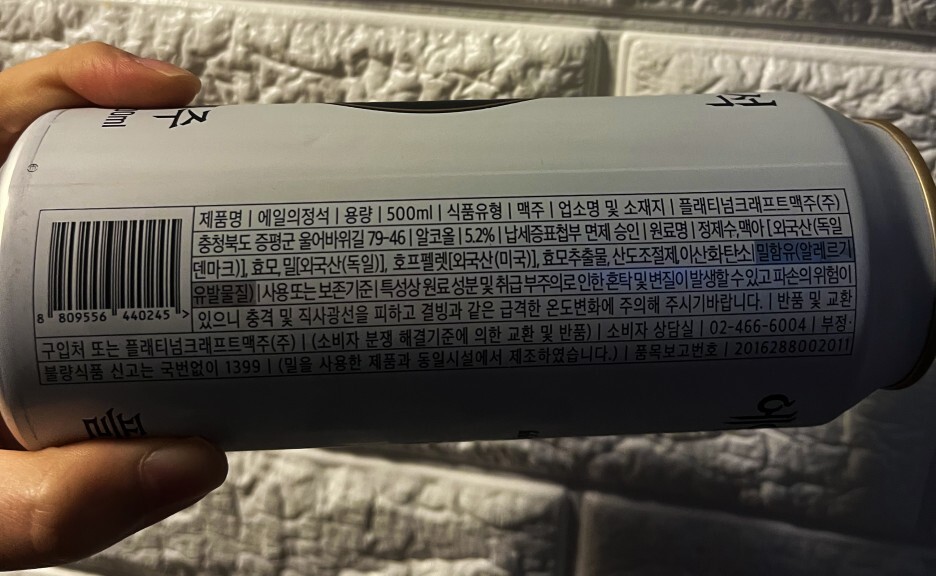 제품명 | 에일의정석 | 용량 | 500ml | 식품유형 | 맥주 | 업소명 및 소재지 | 플래티넘크래프트맥주(주)
충청북도 증평군 울어바위길 79-46 | 알코올 | 5.2% | 납세증표첩부 면제 승인 | 원료명 | 정제수,맥아 [외국산(독일
덴마크)], 효모, 밀[외국산(독일)], 호프펠렛[외국산(미국)], 효모추출물, 산도조절제,이산화탄소 밀함유(알레르기
유발물질) | 사용 또는 보존기준 | 특성상 원료 성분 및 취급 부주의로 인한 혼탁 및 변질이 발생할 수 있고 파손의 위험이
있으니 충격 및 직사광선을 피하고 결빙과 같은 급격한 온도변화에 주의해 주시기바랍니다. | 반품 및 교환
구입처 또는 플래티넘크래프트맥주(주) | (소비자 분쟁 해결기준에 의한 교환 및 반품) | 소비자 상담실 | 02-466-6004 | 부정·
불량식품 신고는 국번없이 1399 | (밀을 사용한 제품과 동일시설에서 제조하였습니다.) | 품목보고번호 | 2016288002011
8 809556 440245 >